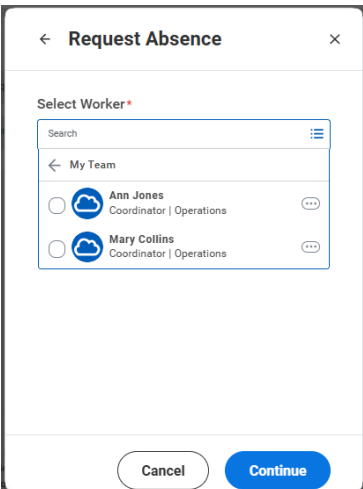 Request Absence
Select Worker*
Search
My Team
Ann Jones
Coordinator | Operations
Mary Collins
Coordinator | Operations
Cancel
Continue